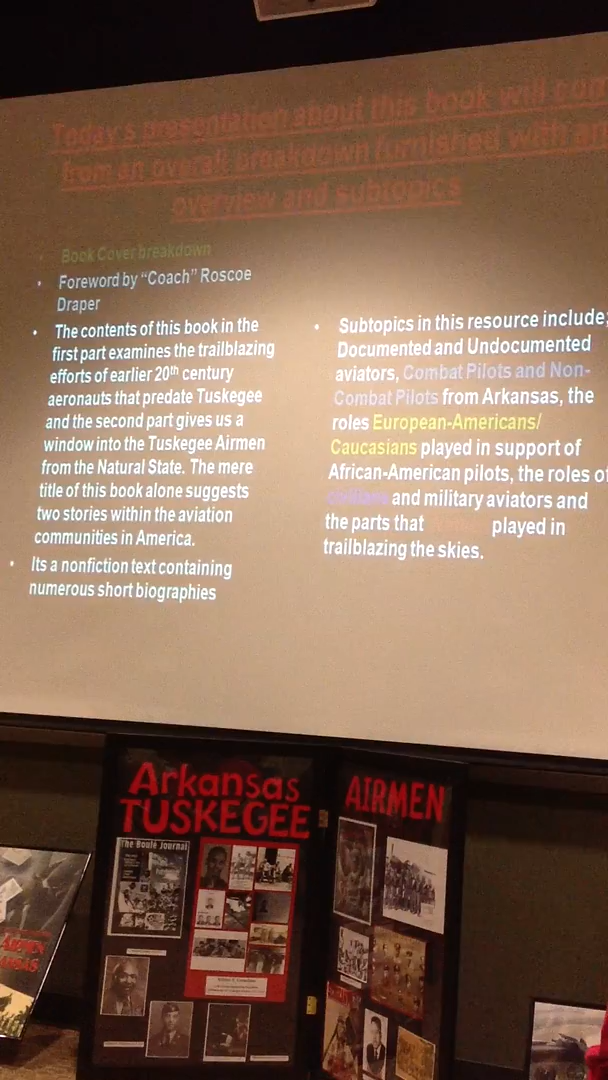 Today's presentation about this book will com
from an overall breakdown furnished with an
overview and subtopics
• Book Cover breakdown
• Foreword by “Coach” Roscoe
Draper
• The contents of this book in the
first part examines the trailblazing
efforts of earlier 20th century
aeronauts that predate Tuskegee
and the second part gives us a
window into the Tuskegee Airmen
from the Natural State. The mere
title of this book alone suggests
two stories within the aviation
communities in America.
• Its a nonfiction text containing
numerous short biographies
• Subtopics in this resource include;
Documented and Undocumented
aviators, Combat Pilots and Non-
Combat Pilots from Arkansas, the
roles European-Americans/
Caucasians played in support of
African-American pilots, the roles of
civilians and military aviators and
the parts that played in
trailblazing the skies.
Arkansas
TUSKEGEE
AIRMEN
The Boulé Journal
AIRMEN